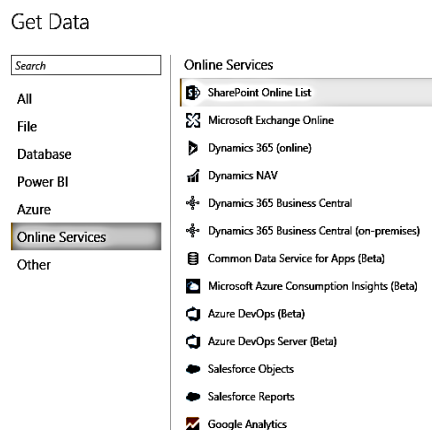 Get Data
Search
All
File
Database
Power BI
Azure
Online Services
Other
Online Services
SharePoint Online List
Microsoft Exchange Online
Dynamics 365 (online)
Dynamics NAV
Dynamics 365 Business Central
Dynamics 365 Business Central (on-premises)
Common Data Service for Apps (Beta)
Microsoft Azure Consumption Insights (Beta)
Azure DevOps (Beta)
Azure DevOps Server (Beta)
Salesforce Objects
Salesforce Reports
Google Analytics